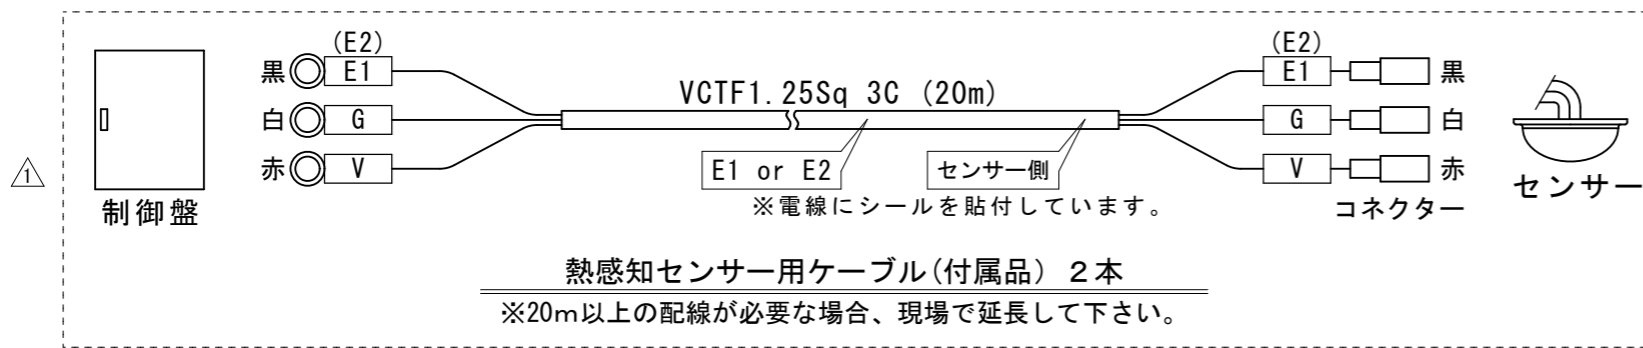 (E2)
(E2)
黒 E1
E1 黒
VCTF1.25Sq 3C (20m)
白 G
G 白
赤 V
E1 or E2
センサー側
V 赤
1
制御盤
※電線にシールを貼付しています。
コネクター
センサー
熱感知センサー用ケーブル(付属品) 2本
※20m以上の配線が必要な場合、現場で延長して下さい。